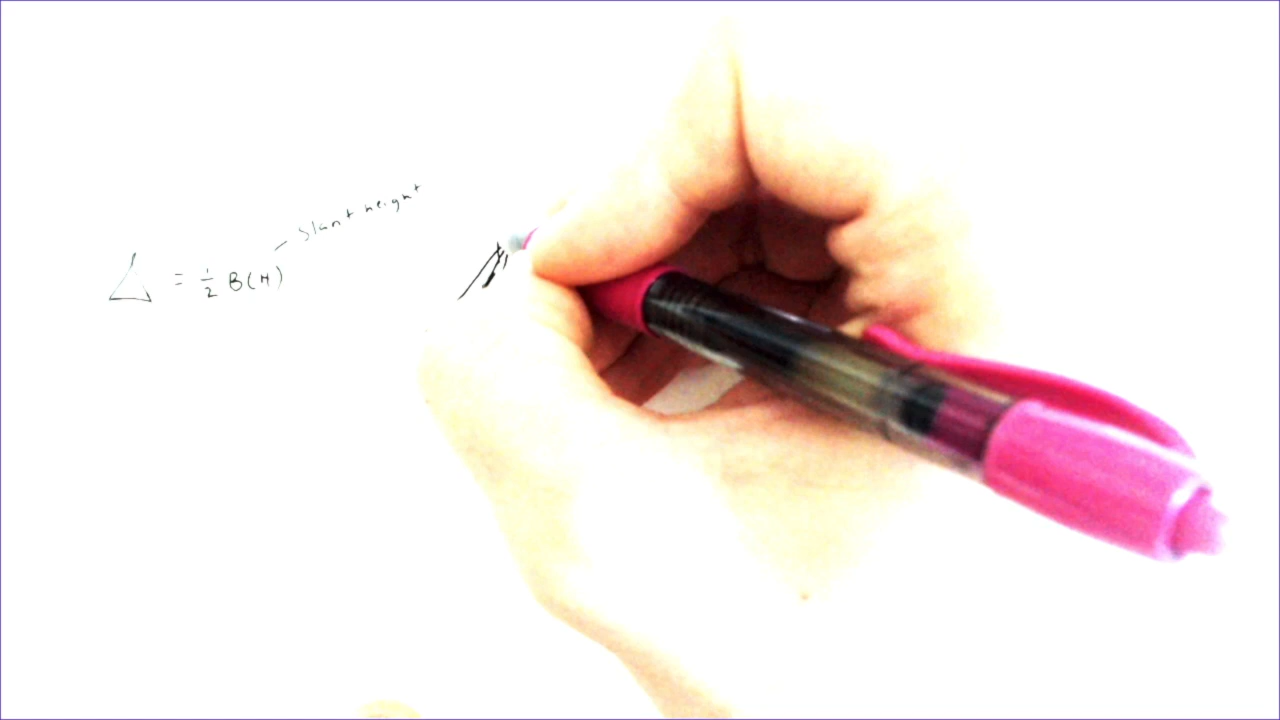 — Slant height
△ = 1/2 B(H)